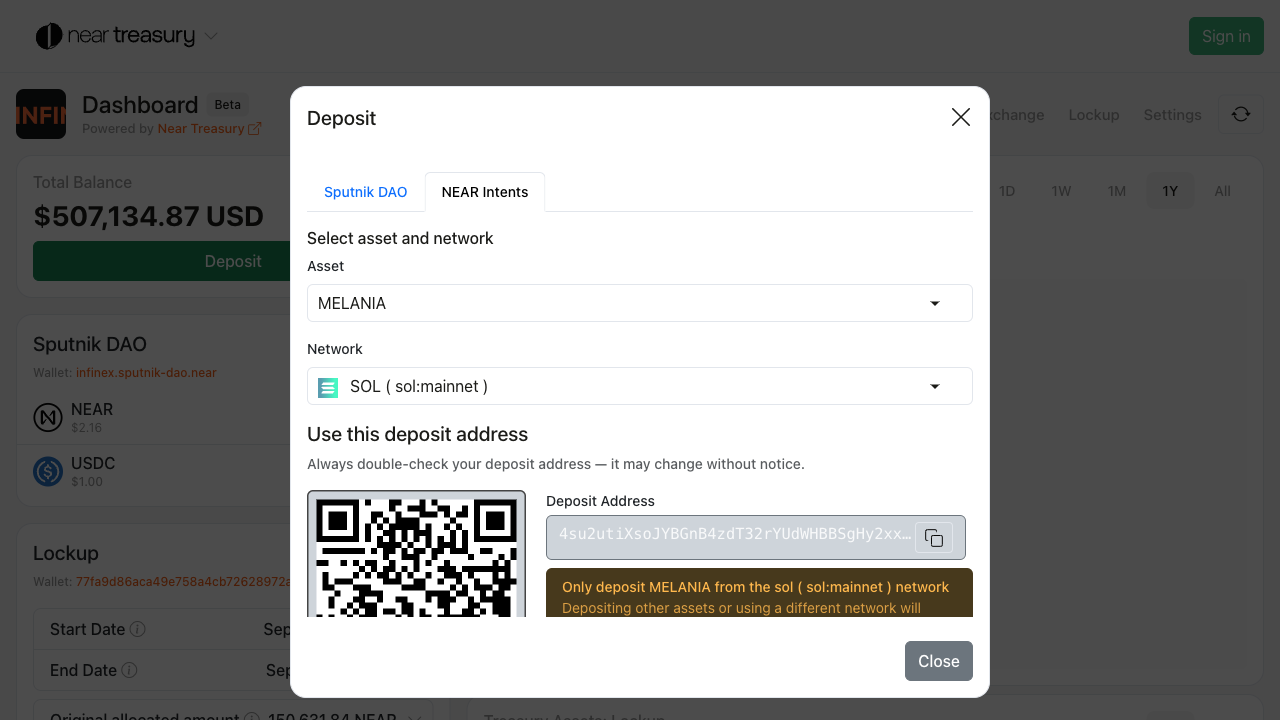 near treasury
Sign in
INFIN
Dashboard Beta
Powered by Near Treasury
Exchange Lockup Settings
Total Balance
$507,134.87 USD
Deposit
1D 1W 1M 1Y All
Sputnik DAO
Wallet: infinex.sputnik-dao.near
NEAR
$2.16
USDC
$1.00
Lockup
Wallet: 77fa9d86aca49e758a4cb72628972a
Start Date Sep
End Date Sep
Original allocated amount 150,631.84 NEAR
Treasury Assets: Lockup
Deposit
Sputnik DAO NEAR Intents
Select asset and network
Asset
MELANIA
Network
SOL ( sol:mainnet )
Use this deposit address
Always double-check your deposit address — it may change without notice.
Deposit Address
4su2utiXsoJYBGnB4zdT32rYUdWHBBSgHy2xx…
Only deposit MELANIA from the sol ( sol:mainnet ) network
Depositing other assets or using a different network will
Close